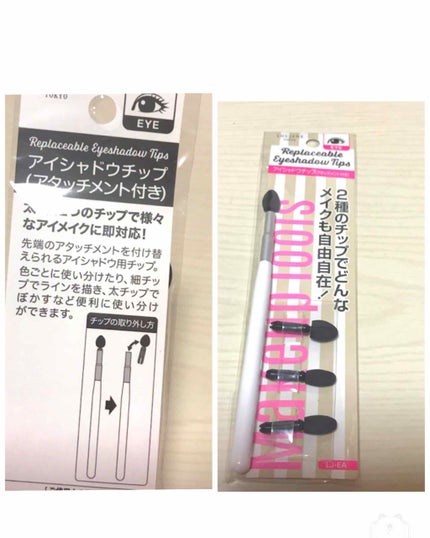 TOKYO
EYE
Replaceable Eyeshadow Tips
アイシャドウチップ
(アタッチメント付き)
つのチップで様々
なアイメイクに即対応!
先端のアタッチメントを付け替
えられるアイシャドウ用チップ。
色ごとに使い分けたり、細チッ
プでラインを描き、太チップで
ぼかすなど便利に使い分け
ができます。
チップの取り外し方
EYE
Replaceable
Eyeshadow Tips
アイシャドウチップ
2種のチップでどんな
メイクも自由自在!
Makeup tools